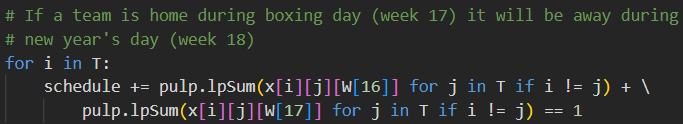 # If a team is home during boxing day (week 17) it will be away during
# new year's day (week 18)
for i in T:
    schedule += pulp.lpSum(x[i][j][W[16]] for j in T if i != j) + \
        pulp.lpSum(x[i][j][W[17]] for j in T if i != j) == 1